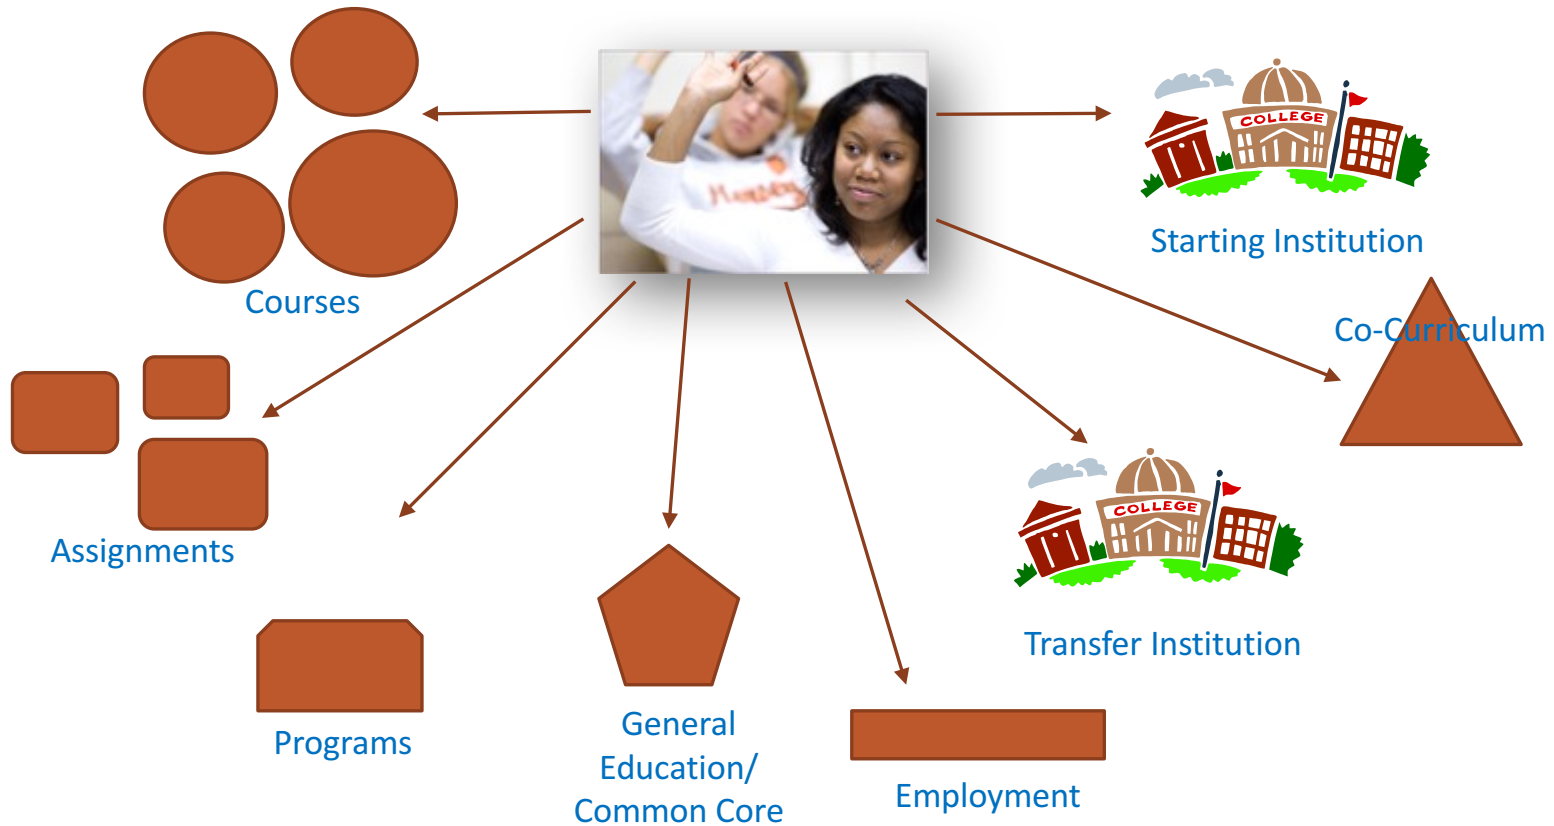 COLLEGE
Starting Institution
Courses
Co-Curriculum
COLLEGE
Assignments
Transfer Institution
Programs
General
Education/
Common Core
Employment